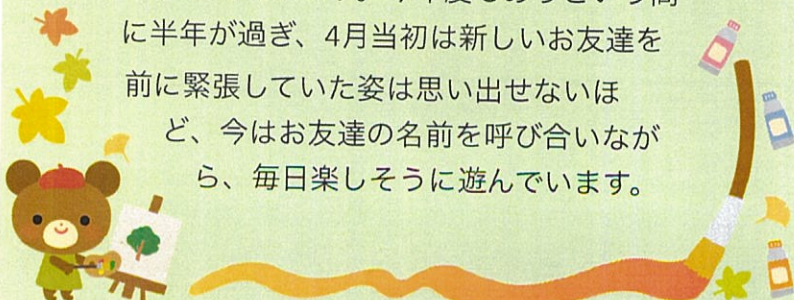 に半年が過ぎ、4月当初は新しいお友達を
前に緊張していた姿は思い出せないほ
ど、今はお友達の名前を呼び合いなが
ら、毎日楽しそうに遊んでいます。